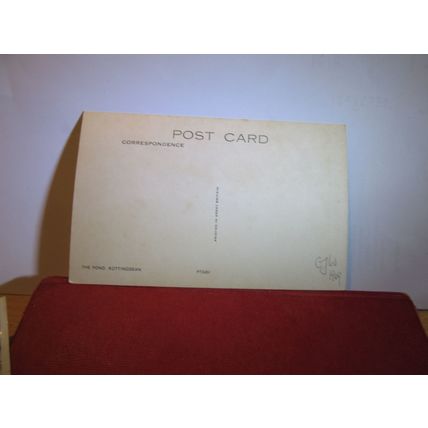 POST CARD
CORRESPONDENCE
PRINTED IN GREAT BRITAIN
THE POND, ROTTINGDEAN